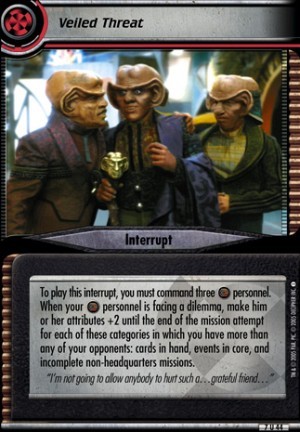 Veiled Threat
Interrupt
To play this interrupt, you must command three personnel.
When your personnel is facing a dilemma, make him
or her attributes +2 until the end of the mission attempt
for each of these categories in which you have more than
any of your opponents: cards in hand, events in core, and
incomplete non-headquarters missions.
"I'm not going to allow anybody to hurt such a...grateful friend..."
7 U 44